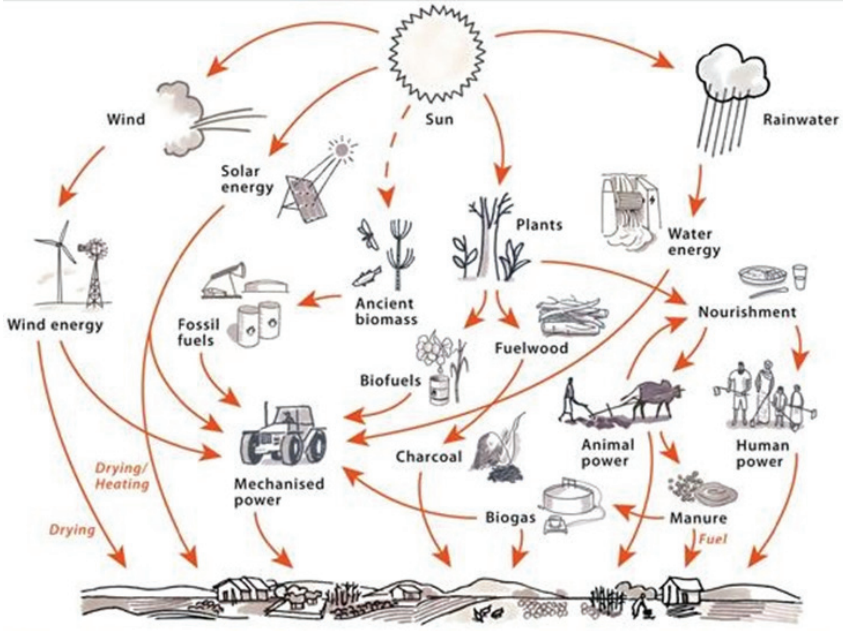 Sun
Wind
Rainwater
Solar
energy
Plants
Water
energy
Wind energy
Fossil
fuels
Ancient
biomass
Nourishment
Fuelwood
Biofuels
Charcoal
Animal
power
Human
power
Mechanised
power
Drying/
Heating
Drying
Biogas
Manure
Fuel